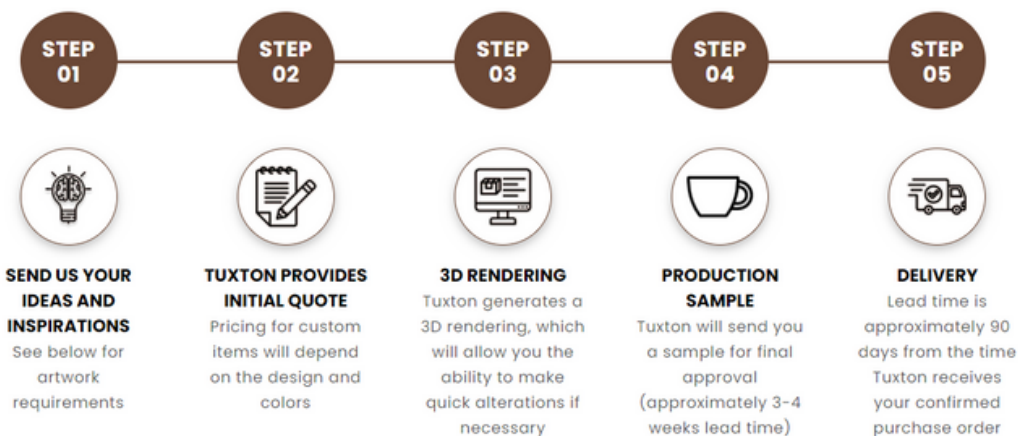 STEP
01
STEP
02
STEP
03
STEP
04
STEP
05
SEND US YOUR
IDEAS AND
INSPIRATIONS
See below for
artwork
requirements
TUXTON PROVIDES
INITIAL QUOTE
Pricing for custom
items will depend
on the design and
colors
3D RENDERING
Tuxton generates a
3D rendering, which
will allow you the
ability to make
quick alterations if
necessary
PRODUCTION
SAMPLE
Tuxton will send you
a sample for final
approval
(approximately 3-4
weeks lead time)
DELIVERY
Lead time is
approximately 90
days from the time
Tuxton receives
your confirmed
purchase order